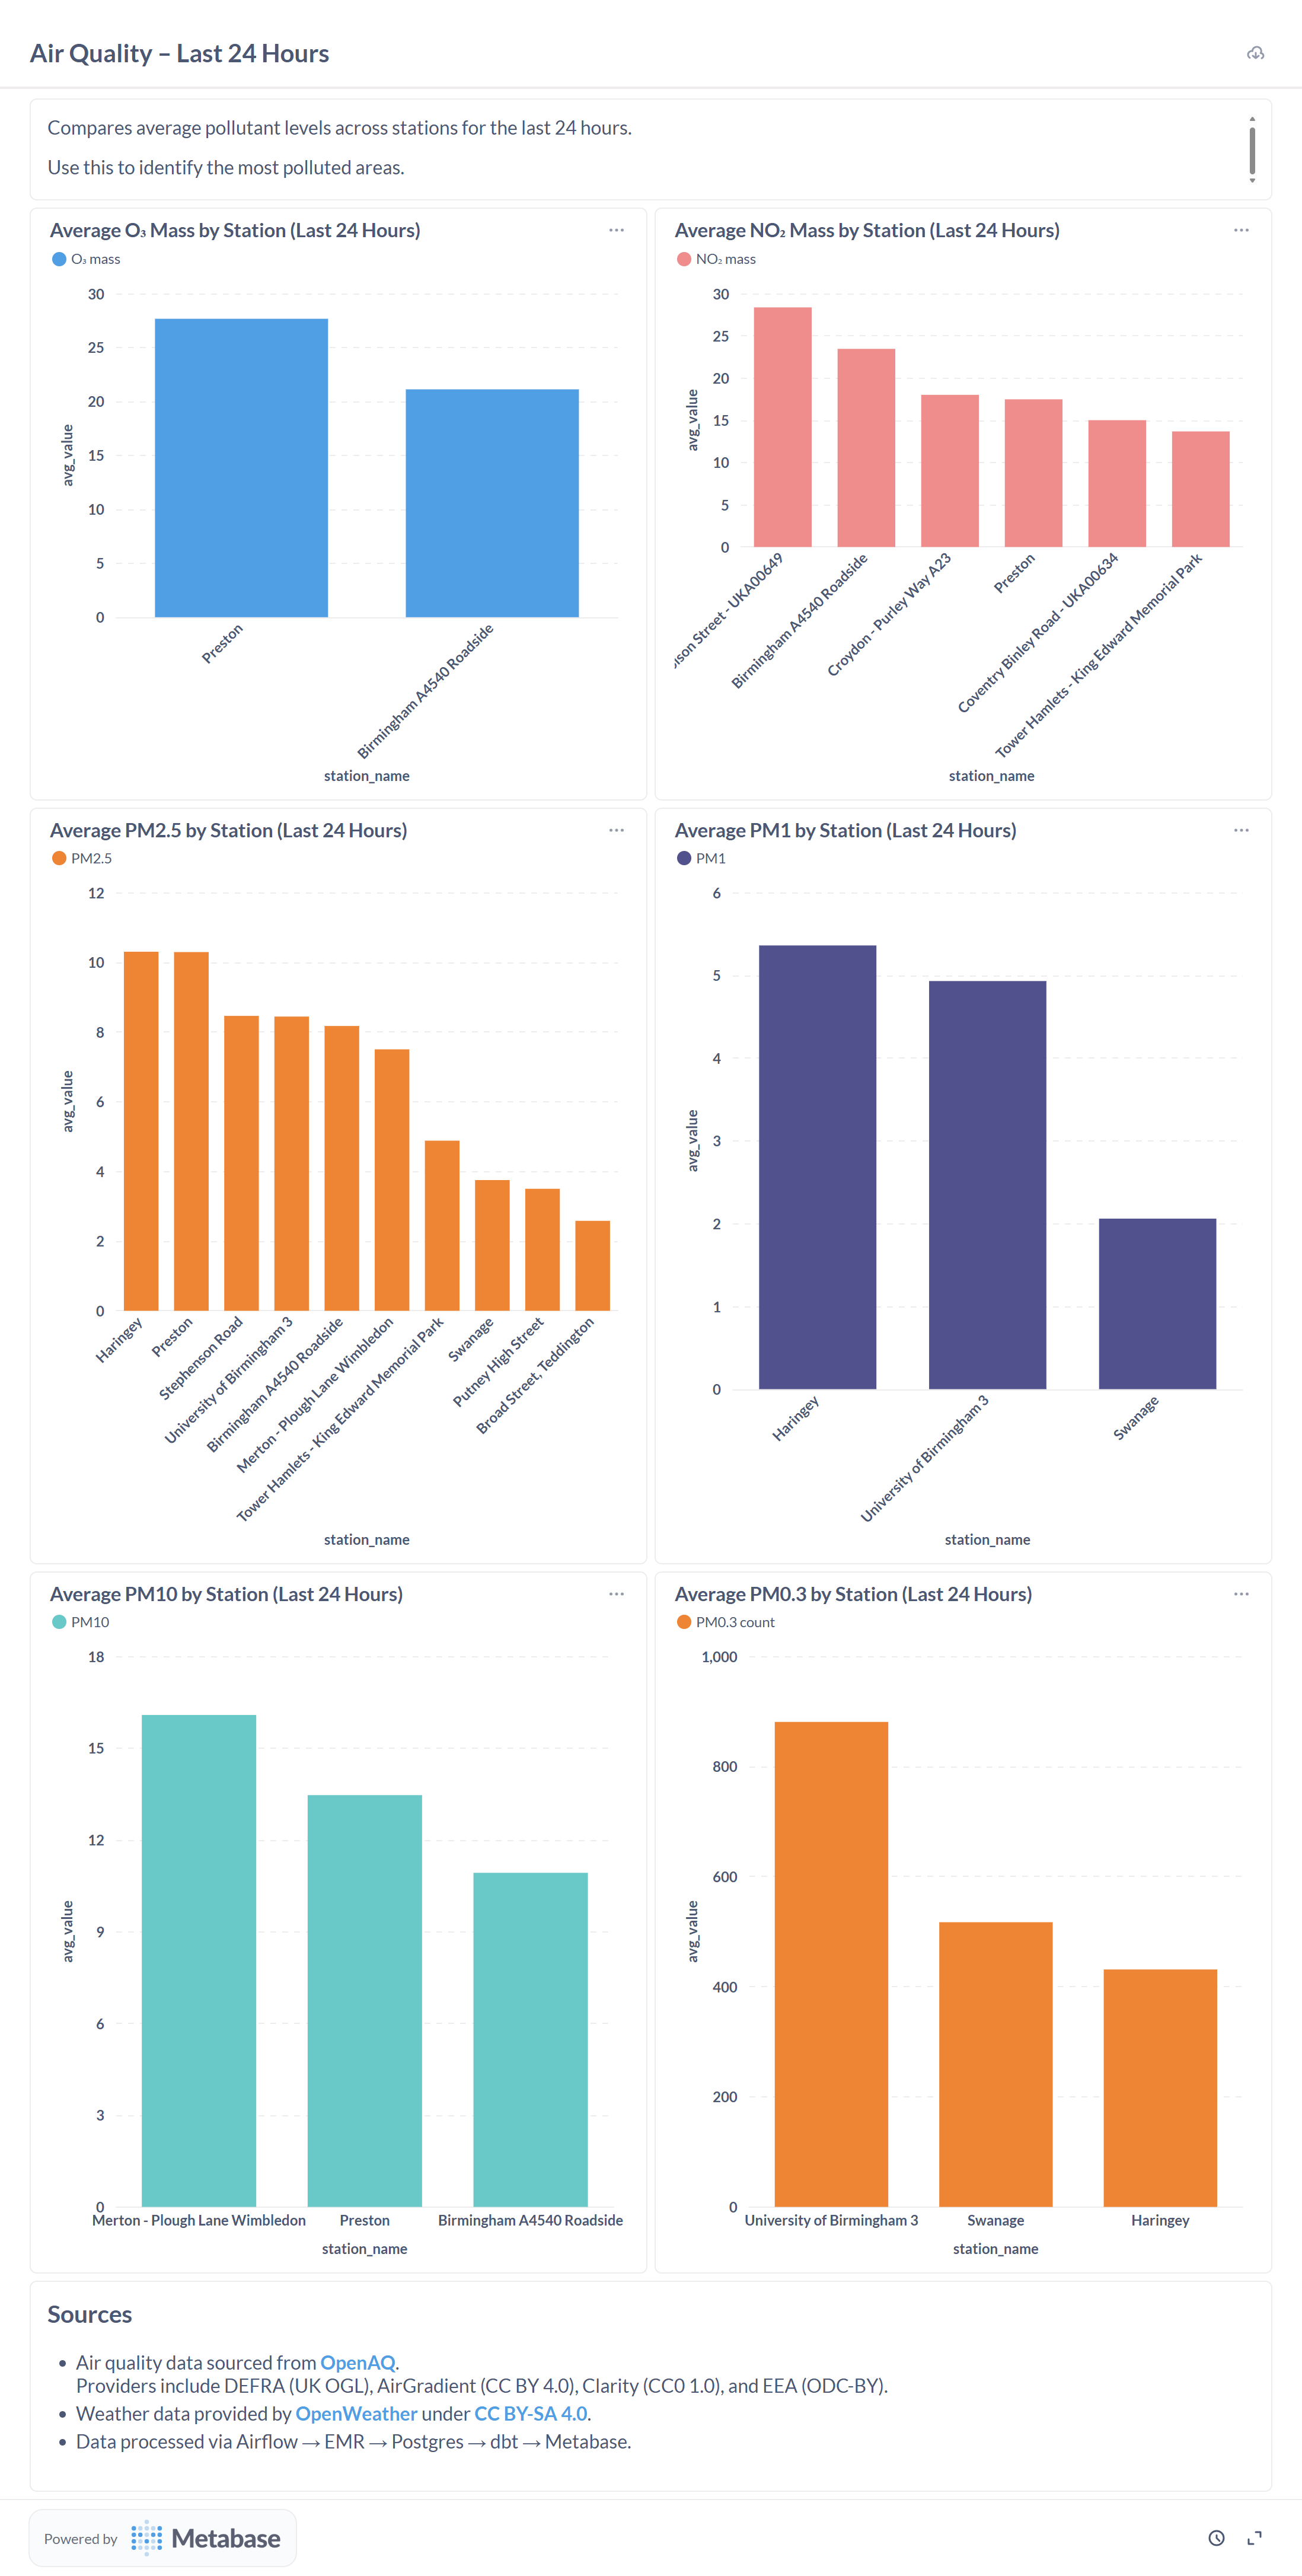 Air Quality – Last 24 Hours
Compares average pollutant levels across stations for the last 24 hours.
Use this to identify the most polluted areas.
Average O₃ Mass by Station (Last 24 Hours)
O₃ mass
30
25
20
15
10
5
0
avg_value
Preston
Birmingham A4540 Roadside
station_name
Average NO₂ Mass by Station (Last 24 Hours)
NO₂ mass
30
25
20
15
10
5
0
avg_value
Street - UKA00649
Birmingham A4540 Roadside
Croydon - Purley Way A23
Preston
Coventry Binley Road - UKA00634
Tower Hamlets - King Edward Memorial Park
station_name
Average PM2.5 by Station (Last 24 Hours)
PM2.5
12
10
8
6
4
2
0
avg_value
Haringey
Preston
Stephenson Road
University of Birmingham 3
Birmingham A4540 Roadside
Merton - Plough Lane Wimbledon
Tower Hamlets - King Edward Memorial Park
Swanage
Putney High Street
Broad Street, Teddington
station_name
Average PM1 by Station (Last 24 Hours)
PM1
6
5
4
3
2
1
0
avg_value
Haringey
University of Birmingham 3
Swanage
station_name
Average PM10 by Station (Last 24 Hours)
PM10
18
15
12
9
6
3
0
avg_value
Merton - Plough Lane Wimbledon
Preston
Birmingham A4540 Roadside
station_name
Average PM0.3 by Station (Last 24 Hours)
PM0.3 count
1,000
800
600
400
200
0
avg_value
University of Birmingham 3
Swanage
Haringey
station_name
Sources
• Air quality data sourced from OpenAQ.
Providers include DEFRA (UK OGL), AirGradient (CC BY 4.0), Clarity (CC0 1.0), and EEA (ODC-BY).
• Weather data provided by OpenWeather under CC BY-SA 4.0.
• Data processed via Airflow → EMR → Postgres → dbt → Metabase.
Powered by Metabase